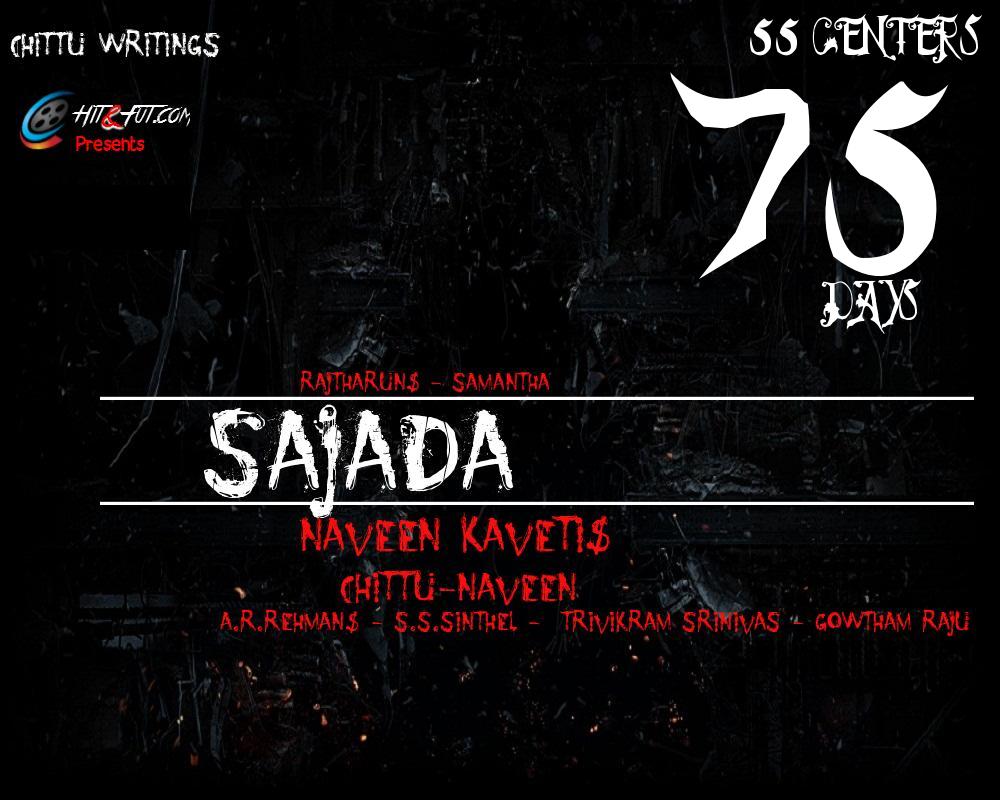 CHITTU WRITINGS
HIT&FUT.COM
Presents
55 CENTERS
75
DAYS
RAJTHARUN$ - SAMANTHA
SAJADA
NAVEEN KAVETI$
CHITTU-NAVEEN
A.R.REHMAN$ - S.S.SINTHEL - TRIVIKRAM SRINIVAS - GOWTHAM RAJU